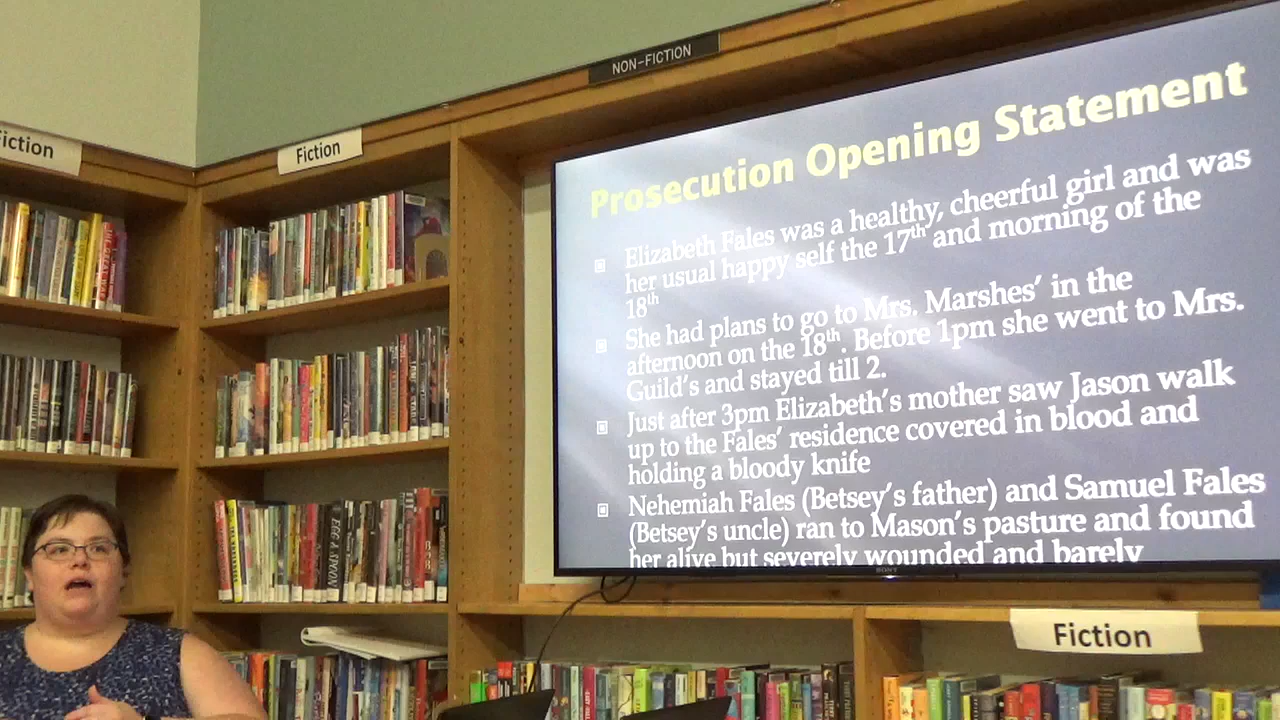 NON-FICTION
Fiction
Fiction
Prosecution Opening Statement
Elizabeth Fales was a healthy, cheerful girl and was
her usual happy self the 17th and morning of the
18th
She had plans to go to Mrs. Marshes' in the
afternoon on the 18th. Before 1pm she went to Mrs.
Guild's and stayed till 2.
Just after 3pm Elizabeth's mother saw Jason walk
up to the Fales' residence covered in blood and
holding a bloody knife
Nehemiah Fales (Betsey's father) and Samuel Fales
(Betsey's uncle) ran to Mason's pasture and found
her alive but severely wounded and barely
SONY
EGG & SPOON
Fiction